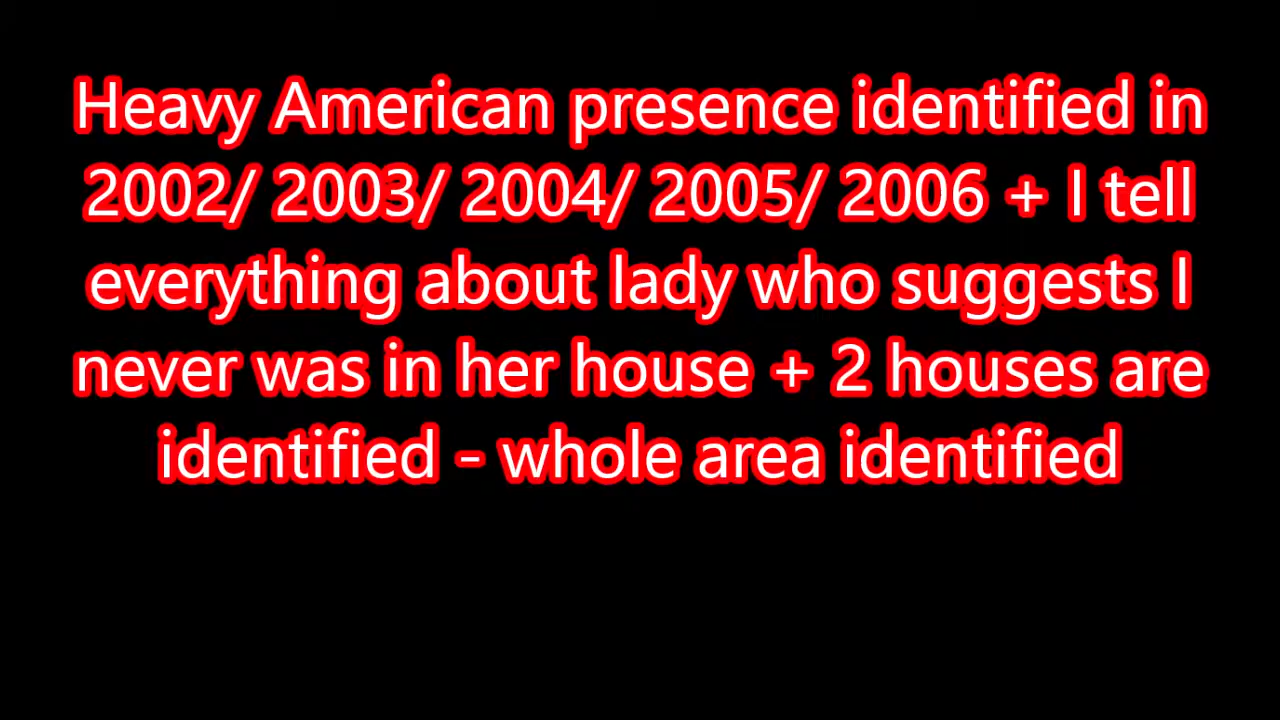 Heavy American presence identified in
2002/ 2003/ 2004/ 2005/ 2006 + I tell
everything about lady who suggests I
never was in her house + 2 houses are
identified - whole area identified